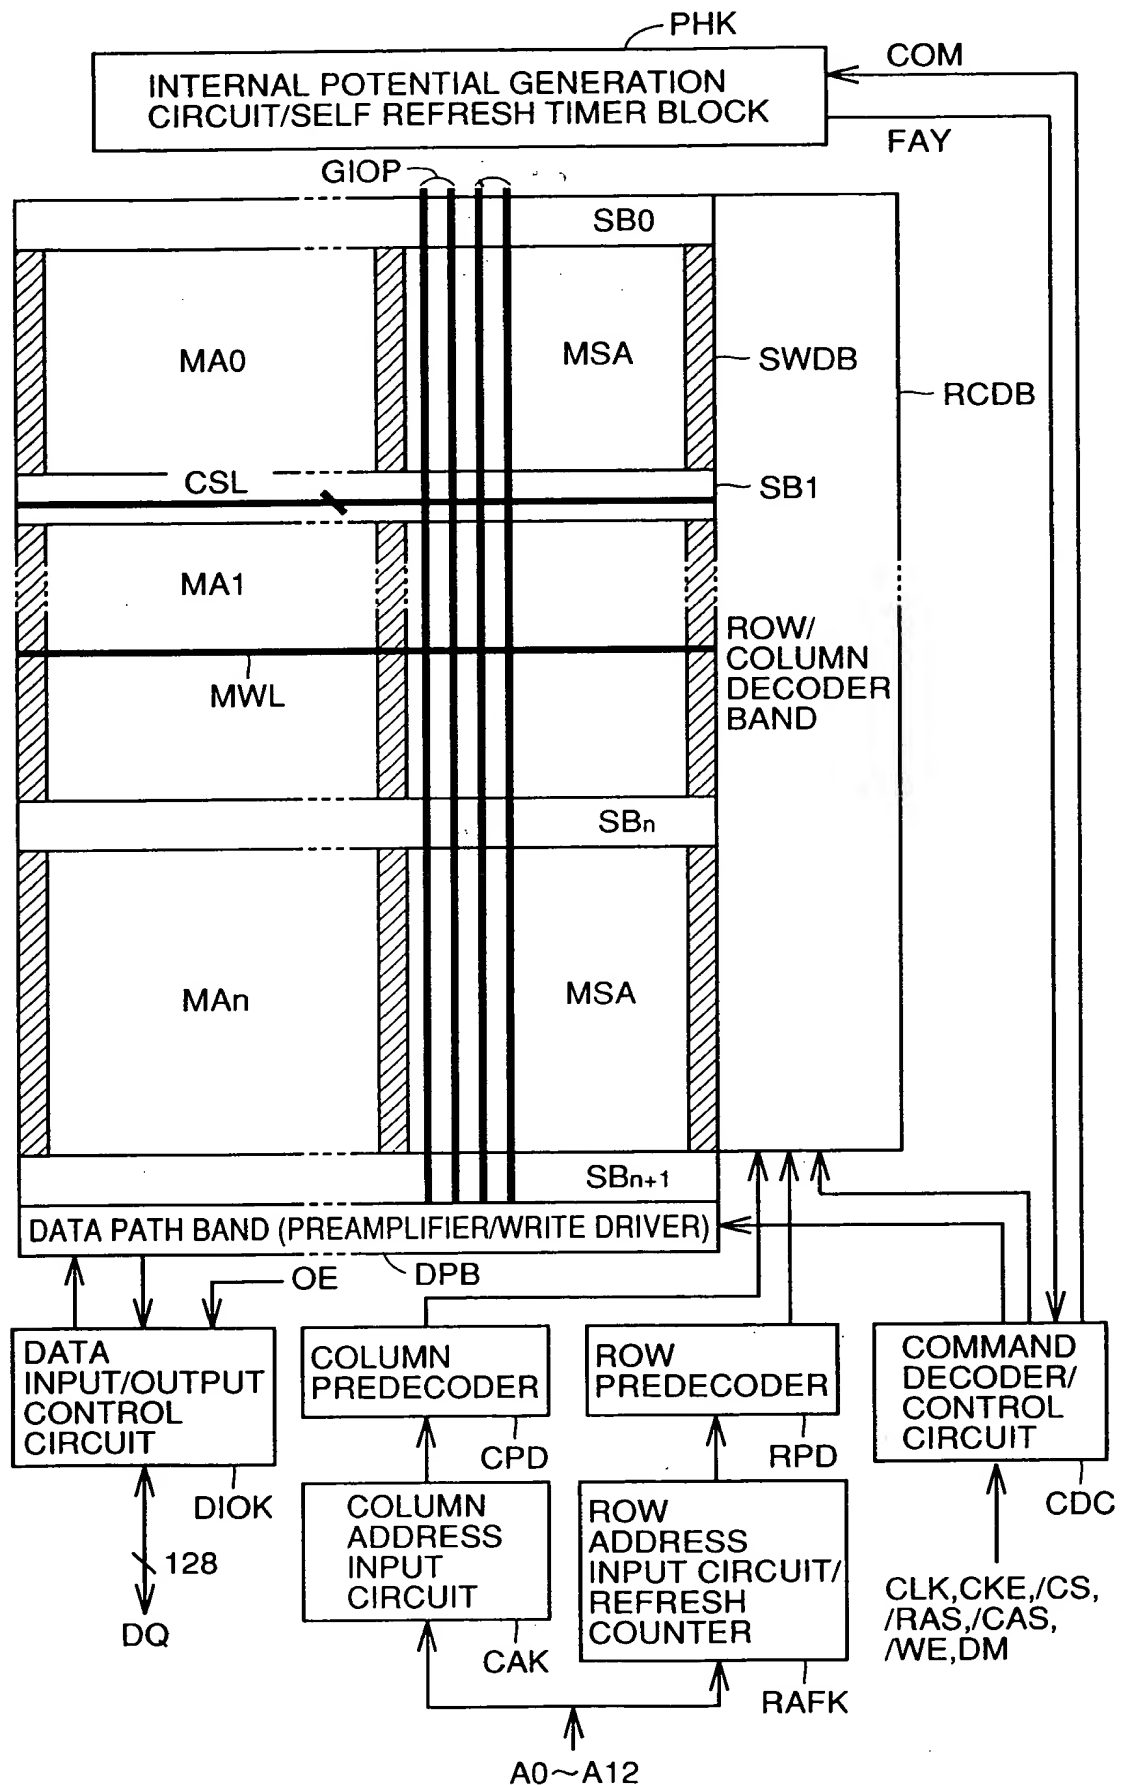 PHK
COM
INTERNAL POTENTIAL GENERATION
CIRCUIT/SELF REFRESH TIMER BLOCK
FAY
GIOP
SB0
MA0
MSA
SWDB
RCDB
CSL
SB1
MA1
ROW/
COLUMN
DECODER
BAND
MWL
SBn
MAn
MSA
SBn+1
DATA PATH BAND (PREAMPLIFIER/WRITE DRIVER)
OE
DPB
DATA
INPUT/OUTPUT
CONTROL
CIRCUIT
COLUMN
PREDECODER
ROW
PREDECODER
COMMAND
DECODER/
CONTROL
CIRCUIT
CPD
RPD
DIOK
CDC
COLUMN
ADDRESS
INPUT
CIRCUIT
ROW
ADDRESS
INPUT CIRCUIT/
REFRESH
COUNTER
128
DQ
CLK,CKE,/CS,
/RAS,/CAS,
/WE,DM
CAK
RAFK
A0~A12